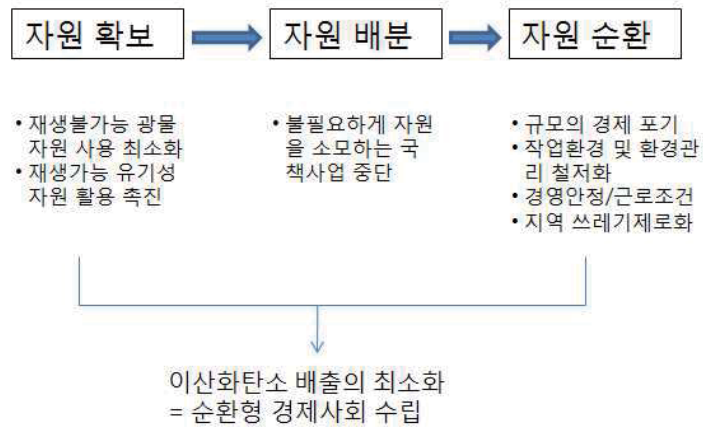 자원 확보
자원 배분
자원 순환
• 재생불가능 광물
자원 사용 최소화
• 재생가능 유기성
자원 활용 촉진
• 불필요하게 자원
을 소모하는 국
책사업 중단
• 규모의 경제 포기
• 작업환경 및 환경관
리 철저화
• 경영안정/근로조건
• 지역 쓰레기제로화
이산화탄소 배출의 최소화
= 순환형 경제사회 수립